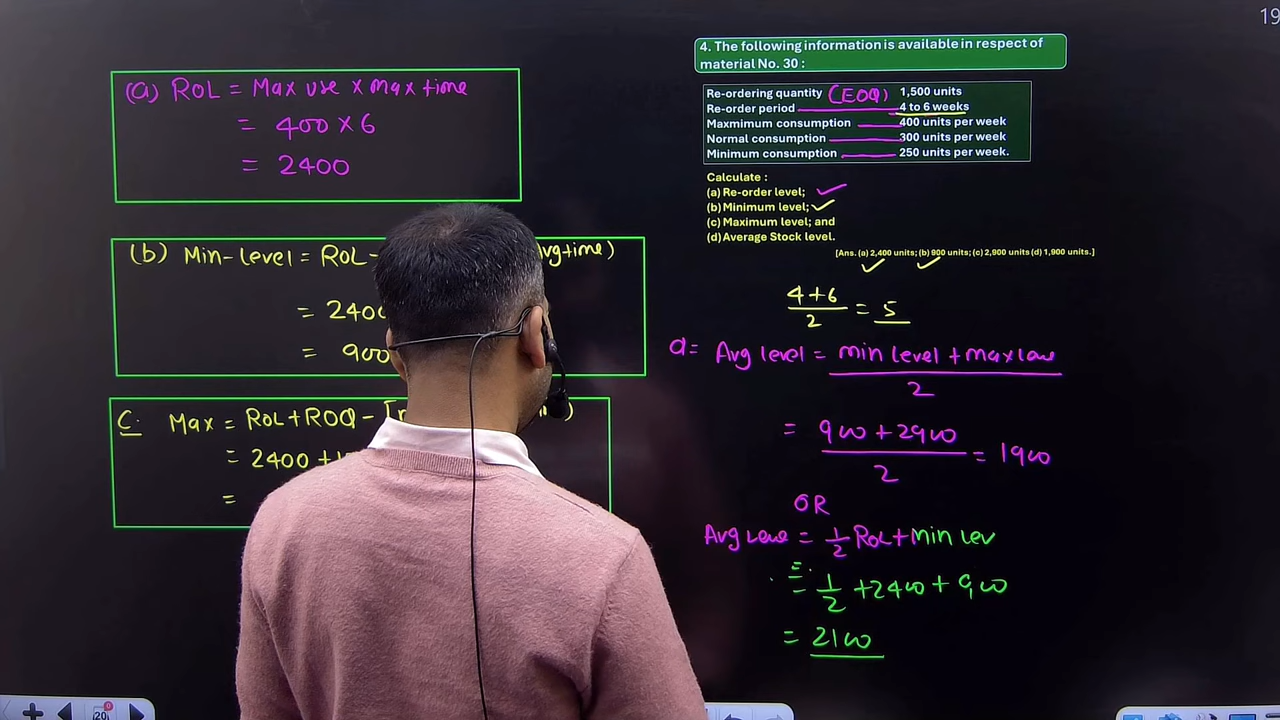 19
4. The following information is available in respect of
material No. 30 :
Re-ordering quantity (EOQ) 1,500 units
Re-order period 4 to 6 weeks
Maxmimum consumption 400 units per week
Normal consumption 300 units per week
Minimum consumption 250 units per week.
Calculate :
(a) Re-order level;
(b) Minimum level;
(c) Maximum level; and
(d) Average Stock level.
[Ans. (a) 2,400 units; (b) 900 units; (c) 2,900 units (d) 1,900 units.]
(a) ROL = Max use × max time
= 400 × 6
= 2400
(b) Min-level = ROL - avgtime)
= 2400
= 900
C. Max = ROL + ROQ - [
= 2400 +
=
4+6
2
= 5
d = Avg level = min level + max
2
= 900 + 2900
2
= 1900
OR
Avg Level = 1/2 ROL + Min Lev
= 1/2 + 2400 + 900
= 2100
20